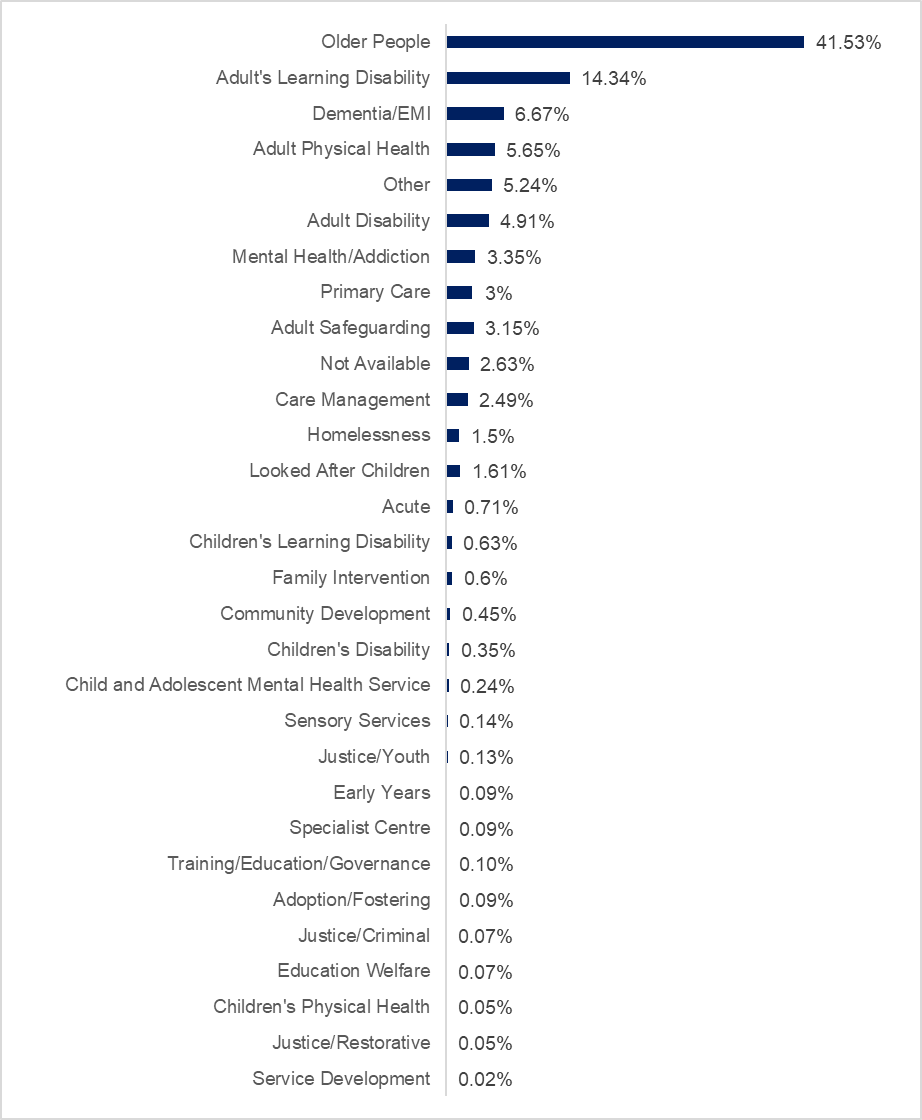 Older People 41.53%
Adult's Learning Disability 14.34%
Dementia/EMI 6.67%
Adult Physical Health 5.65%
Other 5.24%
Adult Disability 4.91%
Mental Health/Addiction 3.35%
Primary Care 3%
Adult Safeguarding 3.15%
Not Available 2.63%
Care Management 2.49%
Homelessness 1.5%
Looked After Children 1.61%
Acute 0.71%
Children's Learning Disability 0.63%
Family Intervention 0.6%
Community Development 0.45%
Children's Disability 0.35%
Child and Adolescent Mental Health Service 0.24%
Sensory Services 0.14%
Justice/Youth 0.13%
Early Years 0.09%
Specialist Centre 0.09%
Training/Education/Governance 0.10%
Adoption/Fostering 0.09%
Justice/Criminal 0.07%
Education Welfare 0.07%
Children's Physical Health 0.05%
Justice/Restorative 0.05%
Service Development 0.02%